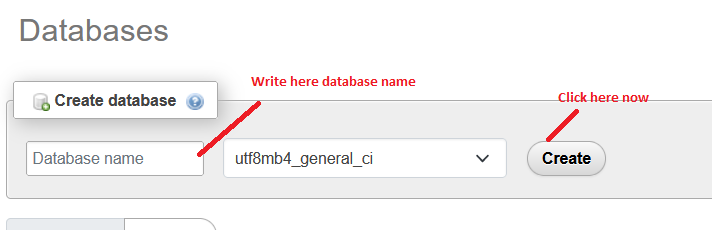 Databases
Write here database name
Create database
Click here now
Database name
utf8mb4_general_ci
Create